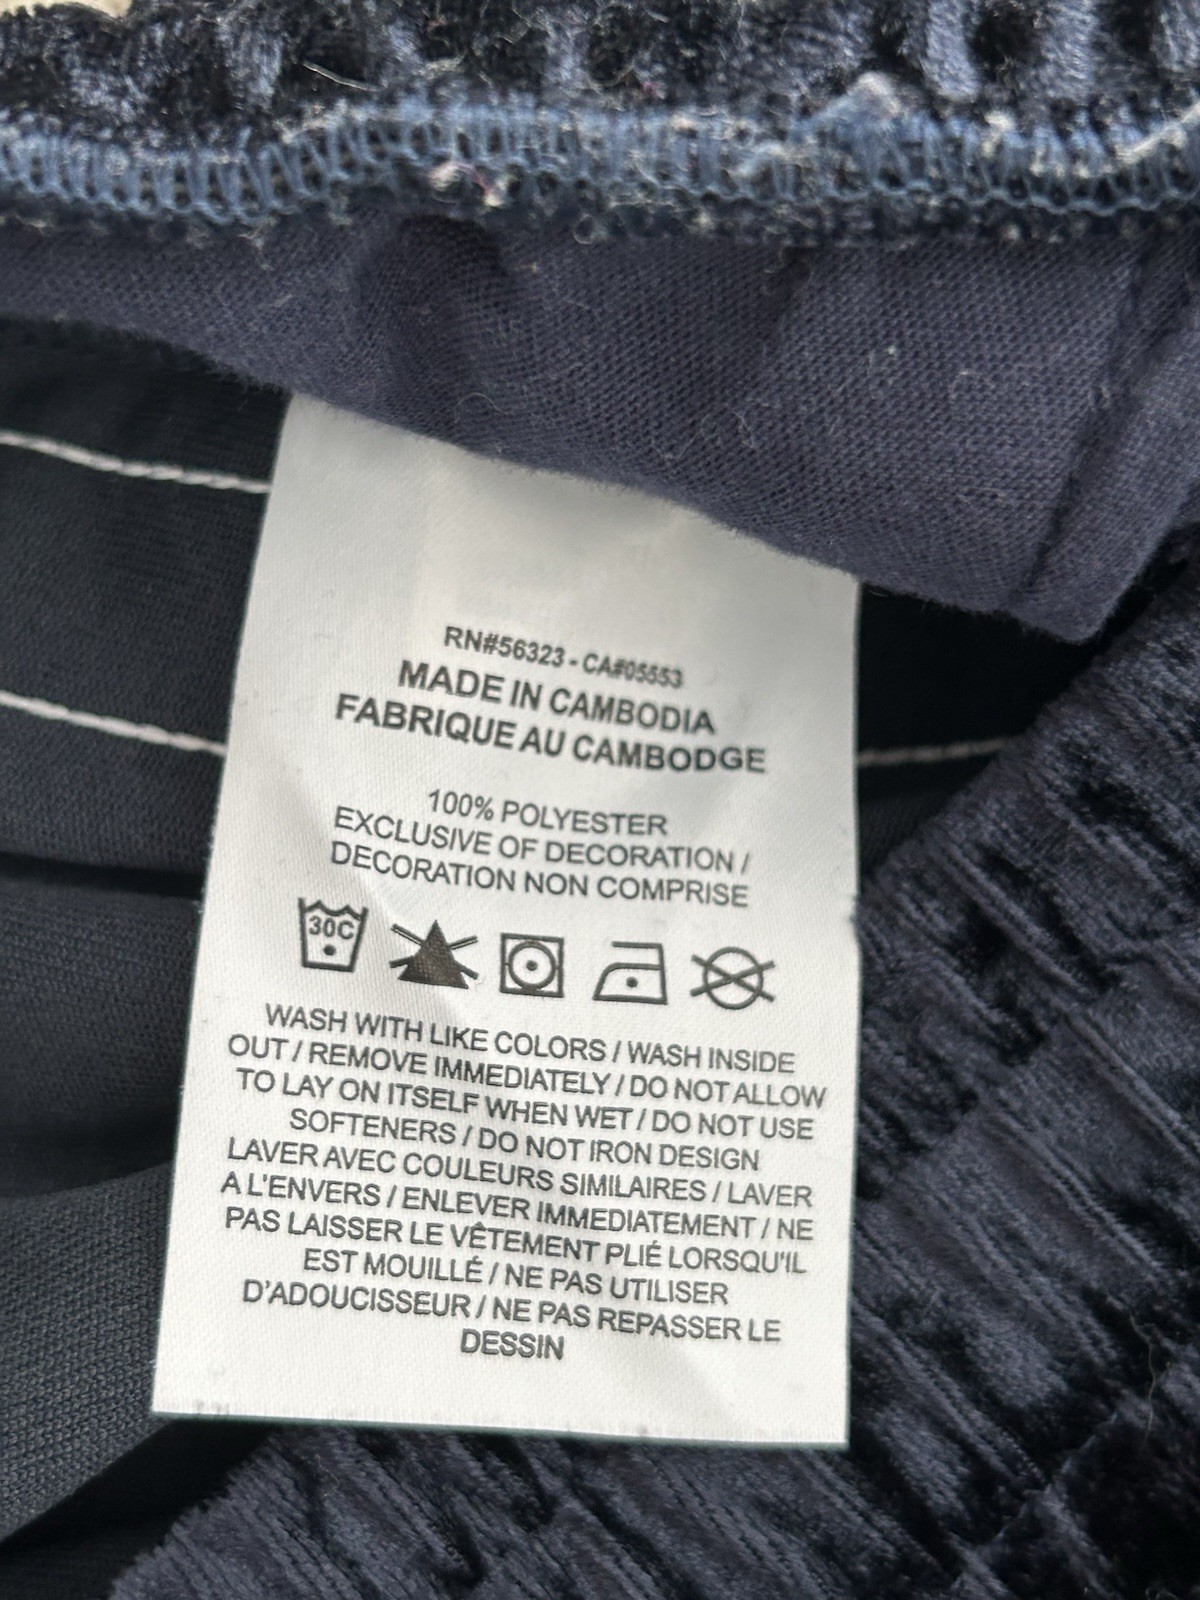 RN#56323 - CA#05553
MADE IN CAMBODIA
FABRIQUE AU CAMBODGE
100% POLYESTER
EXCLUSIVE OF DECORATION /
DECORATION NON COMPRISE
30C
WASH WITH LIKE COLORS / WASH INSIDE
OUT / REMOVE IMMEDIATELY / DO NOT ALLOW
TO LAY ON ITSELF WHEN WET / DO NOT USE
SOFTENERS / DO NOT IRON DESIGN
LAVER AVEC COULEURS SIMILAIRES / LAVER
A L'ENVERS / ENLEVER IMMEDIATEMENT / NE
PAS LAISSER LE VÊTEMENT PLIÉ LORSQU'IL
EST MOUILLÉ / NE PAS UTILISER
D'ADOUCISSEUR / NE PAS REPASSER LE
DESSIN